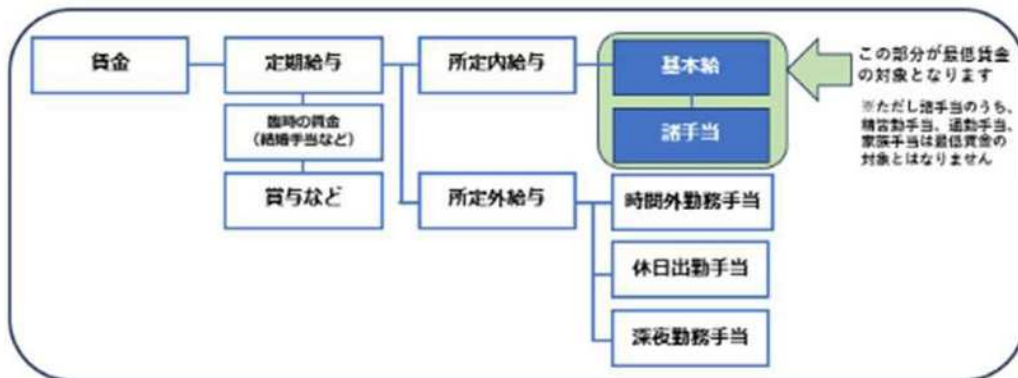 賃金
定期給与
所定内給与
基本給
この部分が最低賃金
の対象となります
臨時の賃金
(結婚手当など)
諸手当
※ただし諸手当のうち、
精皆勤手当、通勤手当、
家族手当は最低賃金の
対象とはなりません
賞与など
所定外給与
時間外勤務手当
休日出勤手当
深夜勤務手当